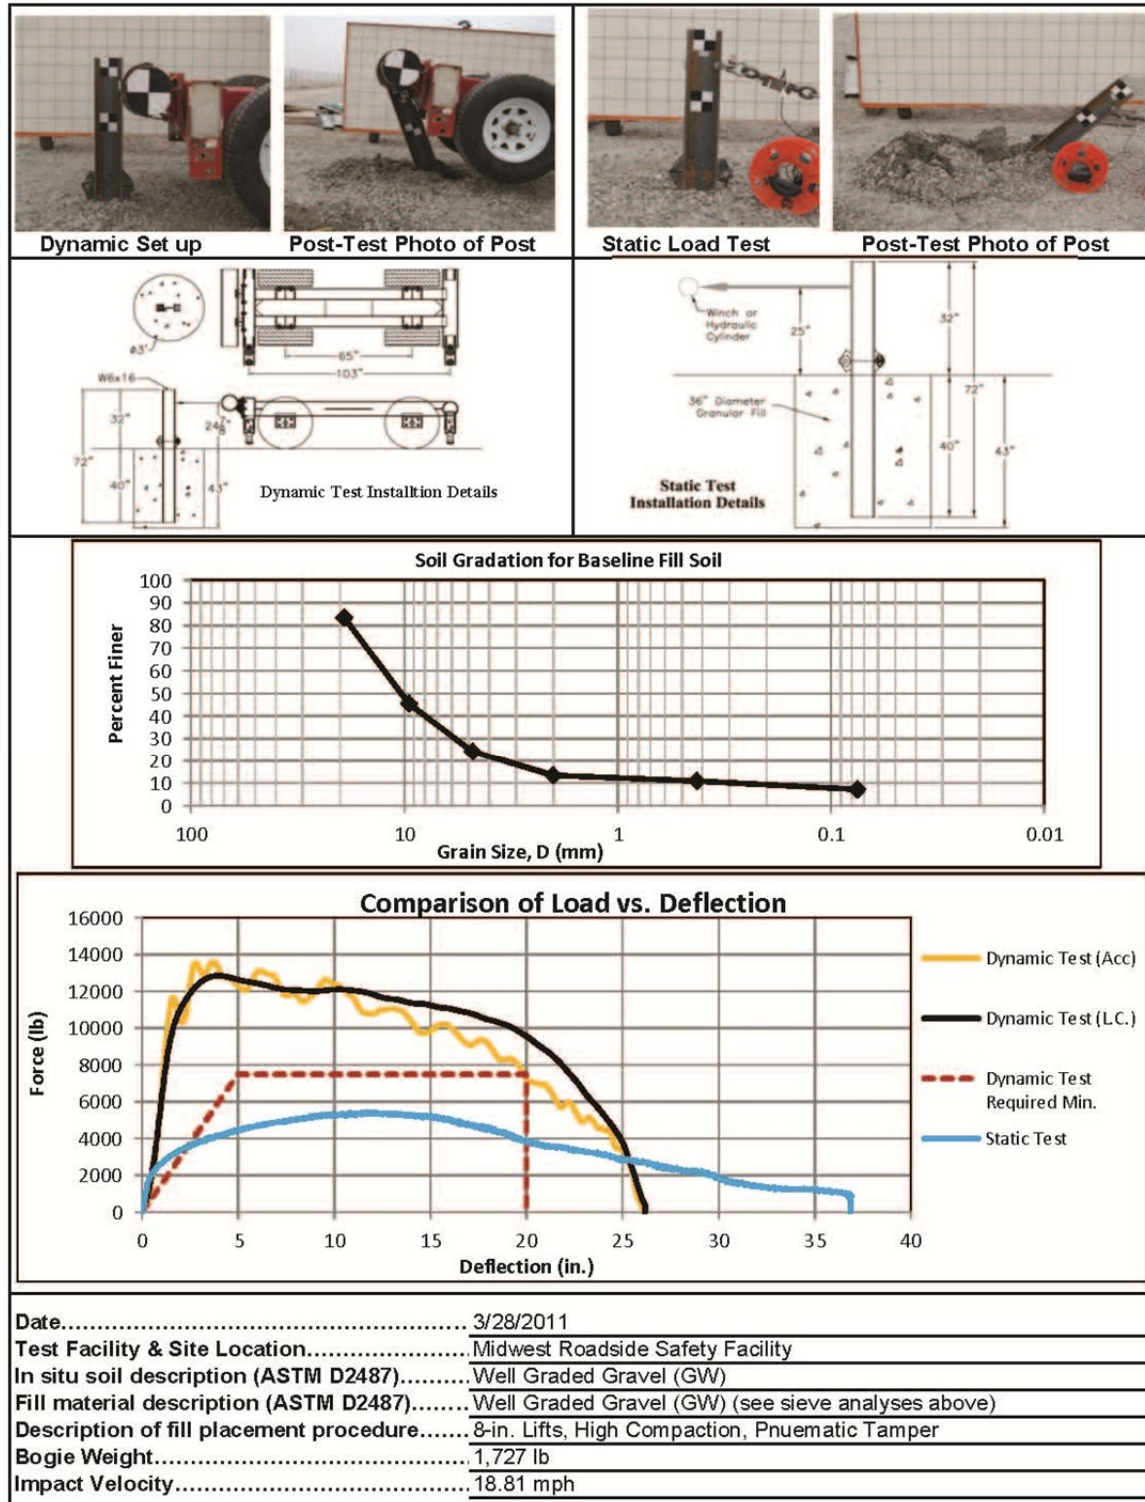 Dynamic Set up
Post-Test Photo of Post
Static Load Test
Post-Test Photo of Post
ø3'
65"
103"
W6x16
32"
72"
40"
43"
24 7/8"
Dynamic Test Installtion Details
Winch or
Hydraulic
Cylinder
25"
32"
72"
36" Diameter
Granular Fill
40"
43"
Static Test
Installation Details
Soil Gradation for Baseline Fill Soil
Percent Finer
100
90
80
70
60
50
40
30
20
10
0
100 10 1 0.1 0.01
Grain Size, D (mm)
Comparison of Load vs. Deflection
Force (lb)
16000
14000
12000
10000
8000
6000
4000
2000
0
0 5 10 15 20 25 30 35 40
Deflection (in.)
Dynamic Test (Acc)
Dynamic Test (L.C.)
Dynamic Test
Required Min.
Static Test
Date.................................................. 3/28/2011
Test Facility & Site Location.................... Midwest Roadside Safety Facility
In situ soil description (ASTM D2487)...... Well Graded Gravel (GW)
Fill material description (ASTM D2487)....... Well Graded Gravel (GW) (see sieve analyses above)
Description of fill placement procedure....... 8-in. Lifts, High Compaction, Pnuematic Tamper
Bogie Weight........................................ 1,727 lb
Impact Velocity..................................... 18.81 mph